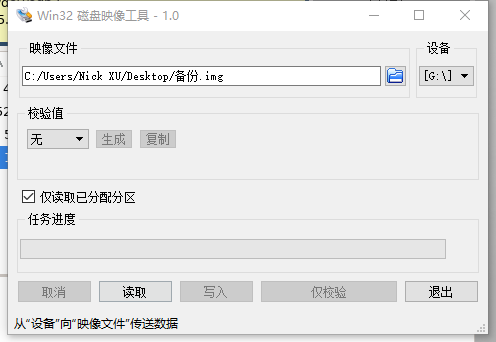 Win32 磁盘映像工具 - 1.0
映像文件
设备
C:/Users/Nick XU/Desktop/备份.img
[G:\]
校验值
无
生成
复制
仅读取已分配分区
任务进度
取消
读取
写入
仅校验
退出
从“设备”向“映像文件”传送数据